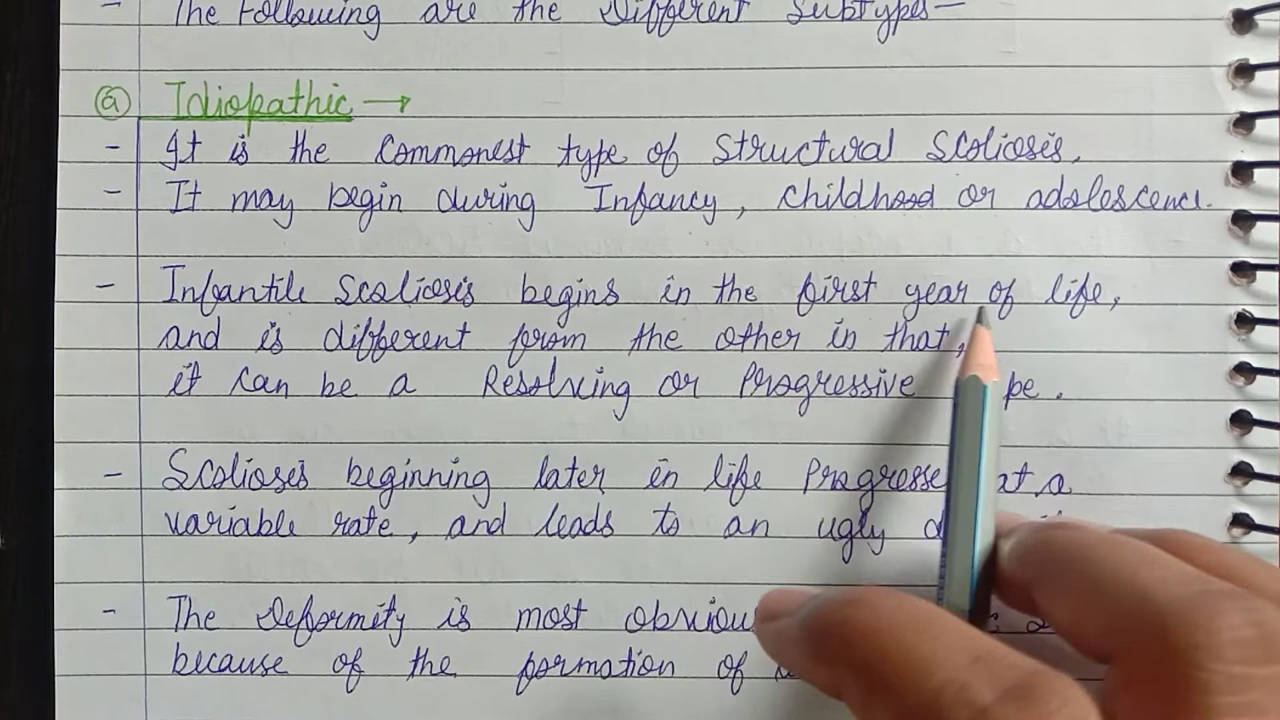 - The Following are the Different Subtypes—
ⓐ Idiopathic →
- It is the Commonest type of Structural Scoliosis.
- It may begin during Infancy, Childhood or adolescence.
- Infantile Scoliosis begins in the first year of life,
and is different from the other in that,
it can be a Resolving or Progressive
- Scoliosis beginning later in life at a
variable rate, and leads to an ugly
- The Deformity is most
because of the formation of